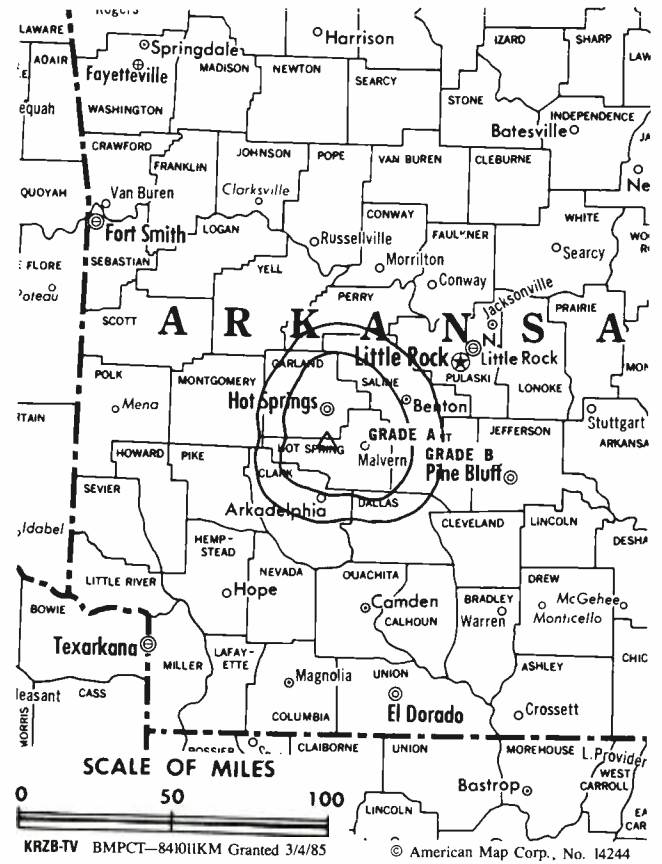 Rogers
LAWARE
Harrison
IZARD
SHARP
Springdale
ADAIR
Fayetteville
MADISON
NEWTON
SEARCY
LAW
STONE
equah
WASHINGTON
INDEPENDENCE
Batesville
CRAWFORD
JOHNSON
POPE
VAN BUREN
CLEBURNE
FRANKLIN
QUOYAH
Van Buren
Clarksville
Ne
CONWAY
WHITE
Fort Smith
LOGAN
FAULKNER
Russellville
Searcy
FLORE
SEBASTIAN
YELL
Morrilton
Conway
Poteau
PERRY
Jacksonville
PRAIRIE
SCOTT
A R K A N S A
N.
Little Rock
Little Rock
GARLAND
PULASKI
POLK
MONTGOMERY
SALINE
LONOKE
MON
Mena
Hot Springs
Benton
Stuttgart
RTAIN
GRADE A
JEFFERSON
ARKANSA
HOWARD
PIKE
HOT SPRING
Malvern
GRADE B
Pine Bluff
CLARK
SEVIER
Arkadelphia
DALLAS
CLEVELAND
LINCOLN
Idabel
HEMP-
STEAD
DESHA
NEVADA
OUACHITA
DREW
LITTLE RIVER
Hope
BRADLEY
McGehee
BOWIE
Camden
CALHOUN
Warren
Monticello
Texarkana
MILLER
LAFAY-
ETTE
ASHLEY
CHIC
leasant
CASS
Magnolia
UNION
MORRIS
COLUMBIA
El Dorado
Crossett
BOSSIER
CLAIBORNE
UNION
MOREHOUSE
L. Provider
SCALE OF MILES
WEST
CARROLL
Bastrop
0 50 100
LINCOLN
EA
CAR
KRZB-TV BMPCT—841011KM Granted 3/4/85
© American Map Corp., No. 14244